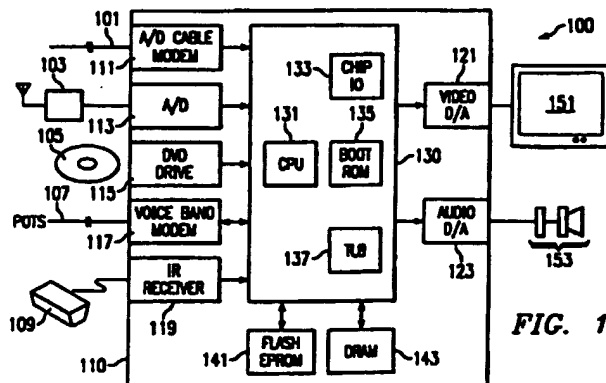 101
A/D CABLE
MODEM
111
100
103
A/D
113
133
CHIP
IO
121
VIDEO
D/A
151
105
DVD
DRIVE
115
131
CPU
135
BOOT
ROM
130
107
POTS
VOICE BAND
MODEM
117
AUDIO
D/A
123
153
137
TLB
IR
RECEIVER
119
109
110
141
FLASH
EPROM
DRAM
143
FIG. 1